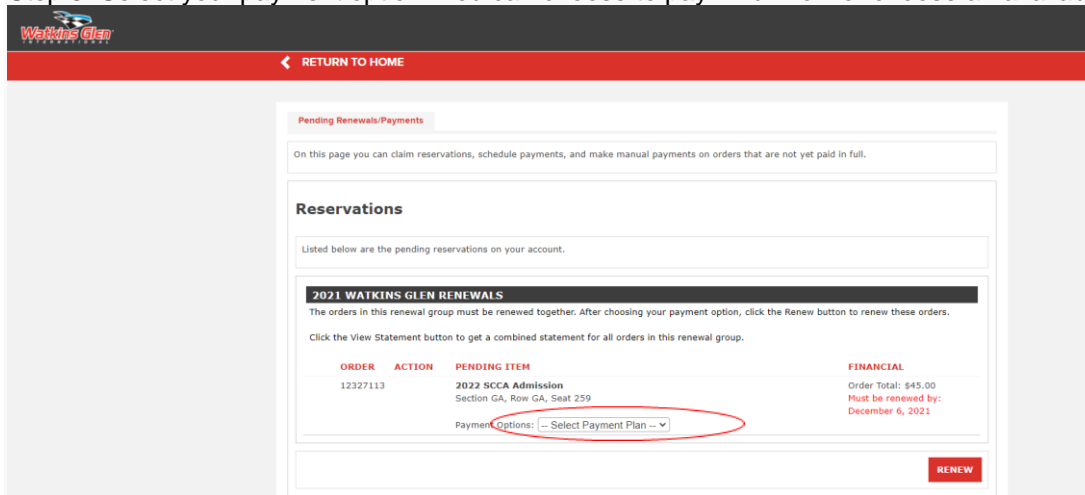 Watkins Glen
INTERNATIONAL
RETURN TO HOME
Pending Renewals/Payments
On this page you can claim reservations, schedule payments, and make manual payments on orders that are not yet paid in full.
Reservations
Listed below are the pending reservations on your account.
2021 WATKINS GLEN RENEWALS
The orders in this renewal group must be renewed together. After choosing your payment option, click the Renew button to renew these orders.
Click the View Statement button to get a combined statement for all orders in this renewal group.
ORDER ACTION PENDING ITEM FINANCIAL
12327113 2022 SCCA Admission Order Total: $45.00
Section GA, Row GA, Seat 259 Must be renewed by:
December 6, 2021
Payment Options: -- Select Payment Plan --
RENEW